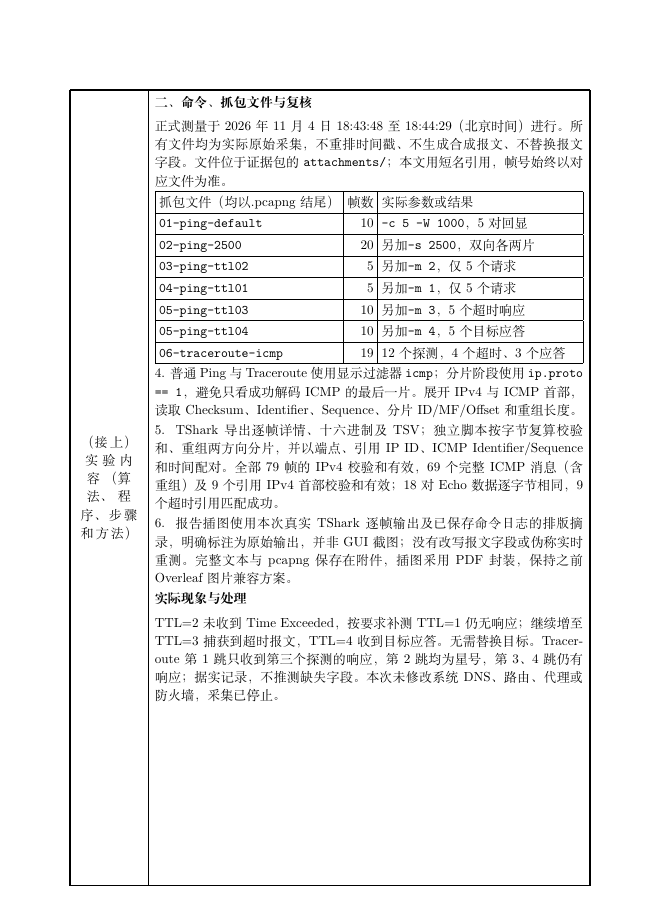 二、命令、抓包文件与复核
正式测量于 2026 年 11 月 4 日 18:43:48 至 18:44:29（北京时间）进行。所
有文件均为实际原始采集，不重排时间戳、不生成合成报文、不替换报文
字段。文件位于证据包的 attachments/；本文用短名引用，帧号始终以对
应文件为准。
抓包文件（均以.pcapng 结尾） 帧数 实际参数或结果
01-ping-default 10 -c 5 -W 1000，5 对回显
02-ping-2500 20 另加-s 2500，双向各两片
03-ping-ttl02 5 另加-m 2，仅 5 个请求
04-ping-ttl01 5 另加-m 1，仅 5 个请求
05-ping-ttl03 10 另加-m 3，5 个超时响应
05-ping-ttl04 10 另加-m 4，5 个目标应答
06-traceroute-icmp 19 12 个探测，4 个超时、3 个应答
4. 普通 Ping 与 Traceroute 使用显示过滤器 icmp；分片阶段使用 ip.proto
== 1，避免只看成功解码 ICMP 的最后一片。展开 IPv4 与 ICMP 首部，
读取 Checksum、Identifier、Sequence、分片 ID/MF/Offset 和重组长度。
5. TShark 导出逐帧详情、十六进制及 TSV；独立脚本按字节复算校验
和、重组两方向分片，并以端点、引用 IP ID、ICMP Identifier/Sequence
和时间配对。全部 79 帧的 IPv4 校验和有效，69 个完整 ICMP 消息（含
重组）及 9 个引用 IPv4 首部校验和有效；18 对 Echo 数据逐字节相同，9
个超时引用匹配成功。
6. 报告插图使用本次真实 TShark 逐帧输出及已保存命令日志的排版摘
录，明确标注为原始输出，并非 GUI 截图；没有改写报文字段或伪称实时
重测。完整文本与 pcapng 保存在附件，插图采用 PDF 封装，保持之前
Overleaf 图片兼容方案。
实际现象与处理
TTL=2 未收到 Time Exceeded，按要求补测 TTL=1 仍无响应；继续增至
TTL=3 捕获到超时报文，TTL=4 收到目标应答。无需替换目标。Tracer-
oute 第 1 跳只收到第三个探测的响应，第 2 跳均为星号，第 3、4 跳仍有
响应；据实记录，不推测缺失字段。本次未修改系统 DNS、路由、代理或
防火墙，采集已停止。
（接上）
实 验 内
容 （算
法、 程
序、步骤
和方法）